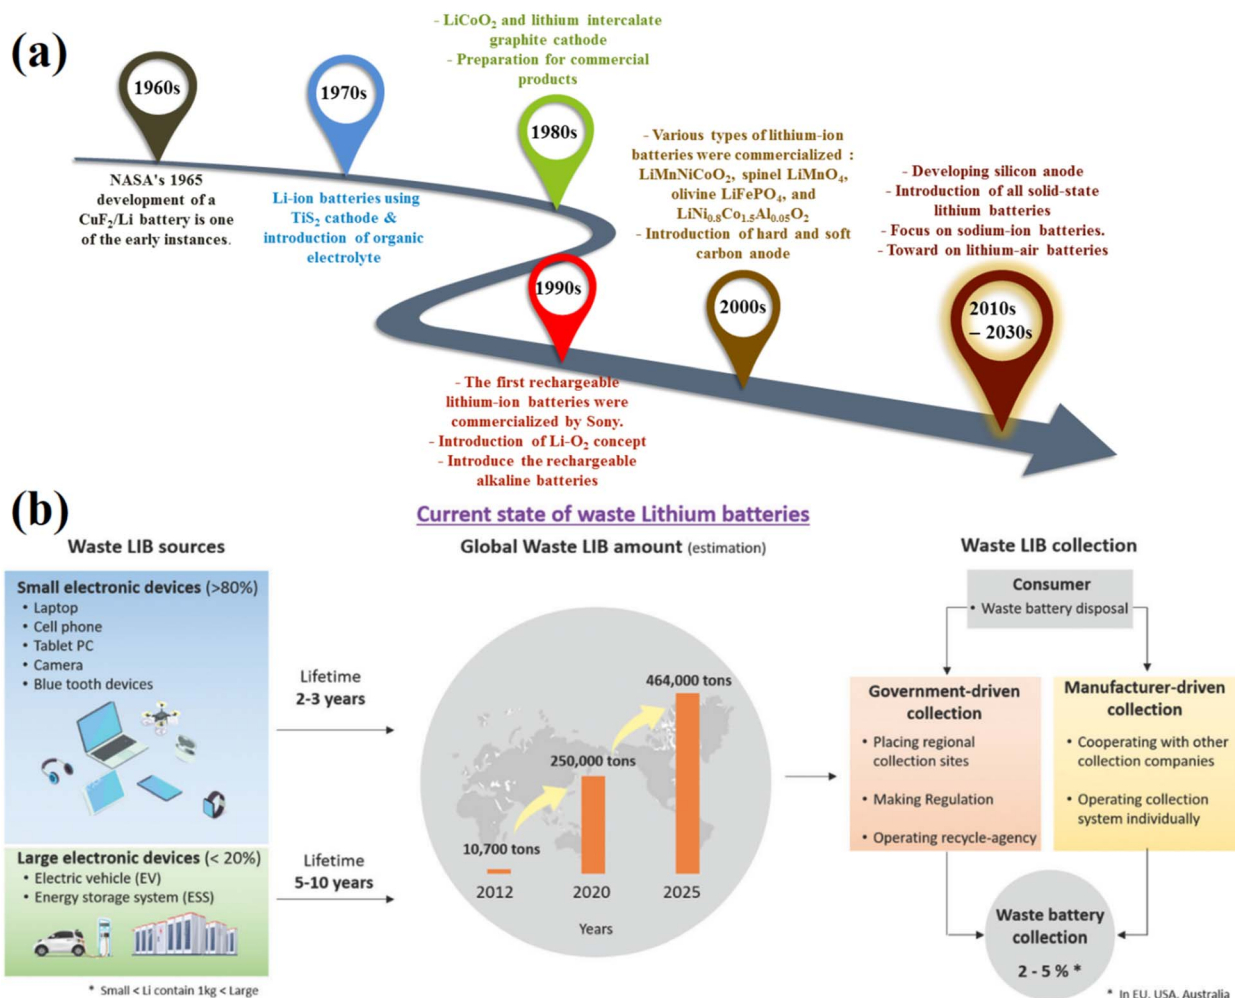 (a)
1960s
NASA's 1965
development of a
CuF₂/Li battery is one
of the early instances.
1970s
Li-ion batteries using
TiS₂ cathode &
introduction of organic
electrolyte
- LiCoO₂ and lithium intercalate
graphite cathode
- Preparation for commercial
products
1980s
1990s
- The first rechargeable
lithium-ion batteries were
commercialized by Sony.
- Introduction of Li-O₂ concept
- Introduce the rechargeable
alkaline batteries
- Various types of lithium-ion
batteries were commercialized :
LiMnNiCoO₂, spinel LiMnO₄,
olivine LiFePO₄, and
LiNi₀.₈Co₁.₅Al₀.₀₅O₂
- Introduction of hard and soft
carbon anode
2000s
- Developing silicon anode
- Introduction of all solid-state
lithium batteries
- Focus on sodium-ion batteries.
- Toward on lithium-air batteries
2010s
– 2030s
(b)
Current state of waste Lithium batteries
Waste LIB sources
Small electronic devices (>80%)
• Laptop
• Cell phone
• Tablet PC
• Camera
• Blue tooth devices
Large electronic devices (< 20%)
• Electric vehicle (EV)
• Energy storage system (ESS)
* Small < Li contain 1kg < Large
Lifetime
2-3 years
Lifetime
5-10 years
Global Waste LIB amount (estimation)
10,700 tons
250,000 tons
464,000 tons
2012
2020
2025
Years
Waste LIB collection
Consumer
• Waste battery disposal
Government-driven
collection
• Placing regional
collection sites
• Making Regulation
• Operating recycle-agency
Manufacturer-driven
collection
• Cooperating with other
collection companies
• Operating collection
system individually
Waste battery
collection
2 - 5 % *
* In EU, USA, Australia